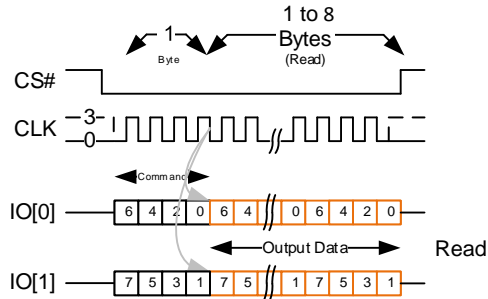 1 to 8
1
Bytes
Byte
(Read)
CS#
3
CLK
0
Command
IO[0]
6 4 2 0 6 4 0 6 4 2 0
Output Data
Read
IO[1]
7 5 3 1 7 5 1 7 5 3 1